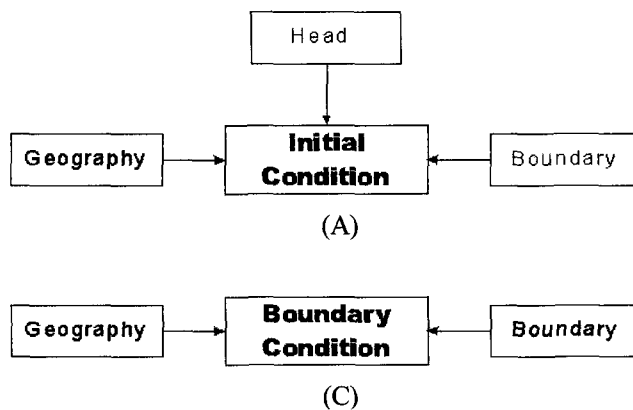 Head
Geography
Initial
Condition
Boundary
(A)
Geography
Boundary
Condition
Boundary
(C)